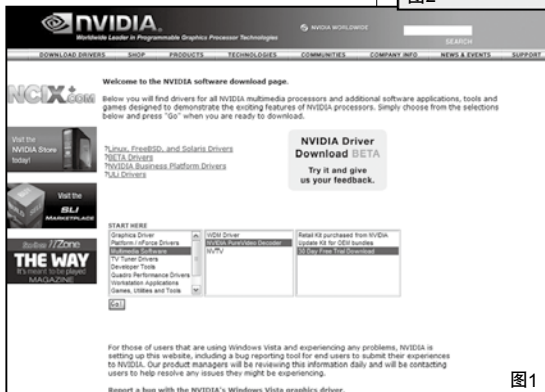 图2
NVIDIA.
Worldwide Leader in Programmable Graphics Processor Technologies
NVIDIA WORLDWIDE
SEARCH
DOWNLOAD DRIVERS SHOP PRODUCTS TECHNOLOGIES COMMUNITIES COMPANY INFO NEWS & EVENTS SUPPORT
Welcome to the NVIDIA software download page.
NCIX.COM
Below you will find drivers for all NVIDIA multimedia processors and additional software applications, tools and
games designed to demonstrate the exciting features of NVIDIA processors. Simply choose from the selections
below and press "Go" when you are ready to download.
Visit the
NVIDIA Store
today!
?Linux, FreeBSD, and Solaris Drivers
?BETA Drivers
?NVIDIA Business Platform Drivers
?ULi Drivers
NVIDIA Driver
Download BETA
Try it and give
us your feedback.
Visit the
SLI
MARKETPLACE
THE WAY
It's meant to be played
MAGAZINE
START HERE
Graphics Driver
Platform / nForce Drivers
Multimedia Software
TV Tuner Drivers
Developer Tools
Quadro Performance Drivers
Workstation Applications
Games, Utilities and Tools
WDM Driver
NVIDIA PureVideo Decoder
NVTV
Retail Kit purchased from NVIDIA
Update Kit for OEM bundles
30 Day Free Trial Download
Go!
For those of users that are using Windows Vista and experiencing any problems, NVIDIA is
setting up this website, including a bug reporting tool for end users to submit their experiences
to NVIDIA. Our product managers will be reviewing this information daily and will be contacting
users to help resolve any issues they might be experiencing.
Report a bug with the NVIDIA's Windows Vista graphics driver.
图1